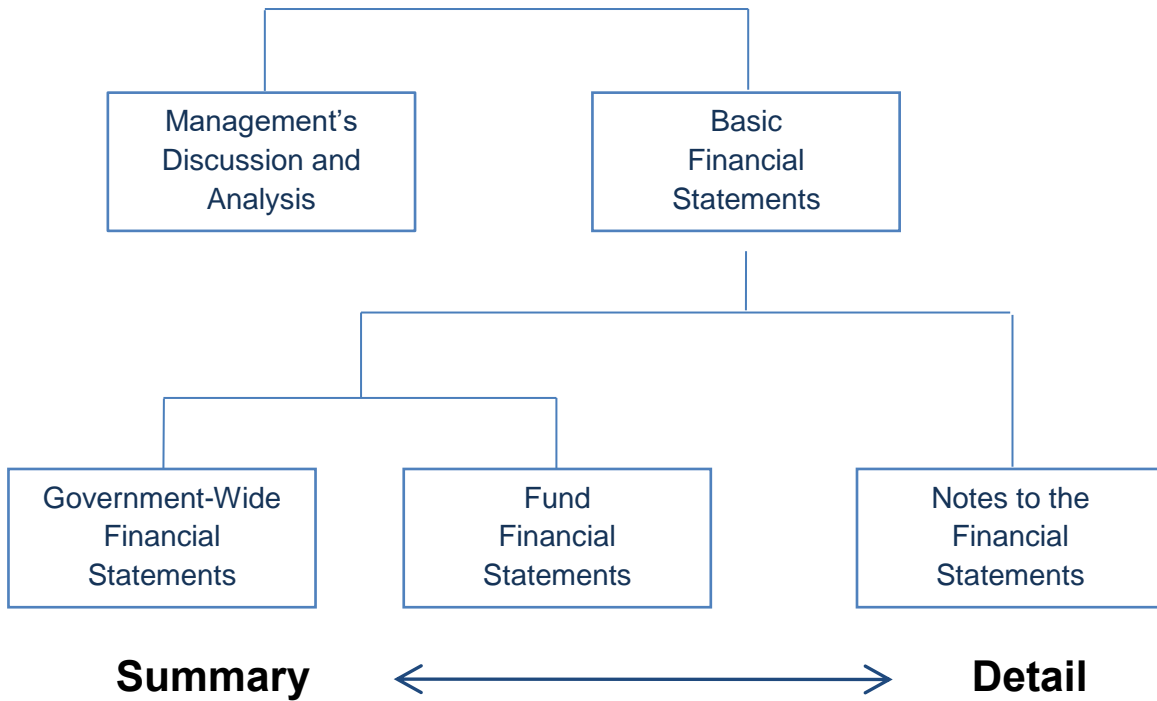 Management’s
Discussion and
Analysis
Basic
Financial
Statements
Government-Wide
Financial
Statements
Fund
Financial
Statements
Notes to the
Financial
Statements
Summary
Detail